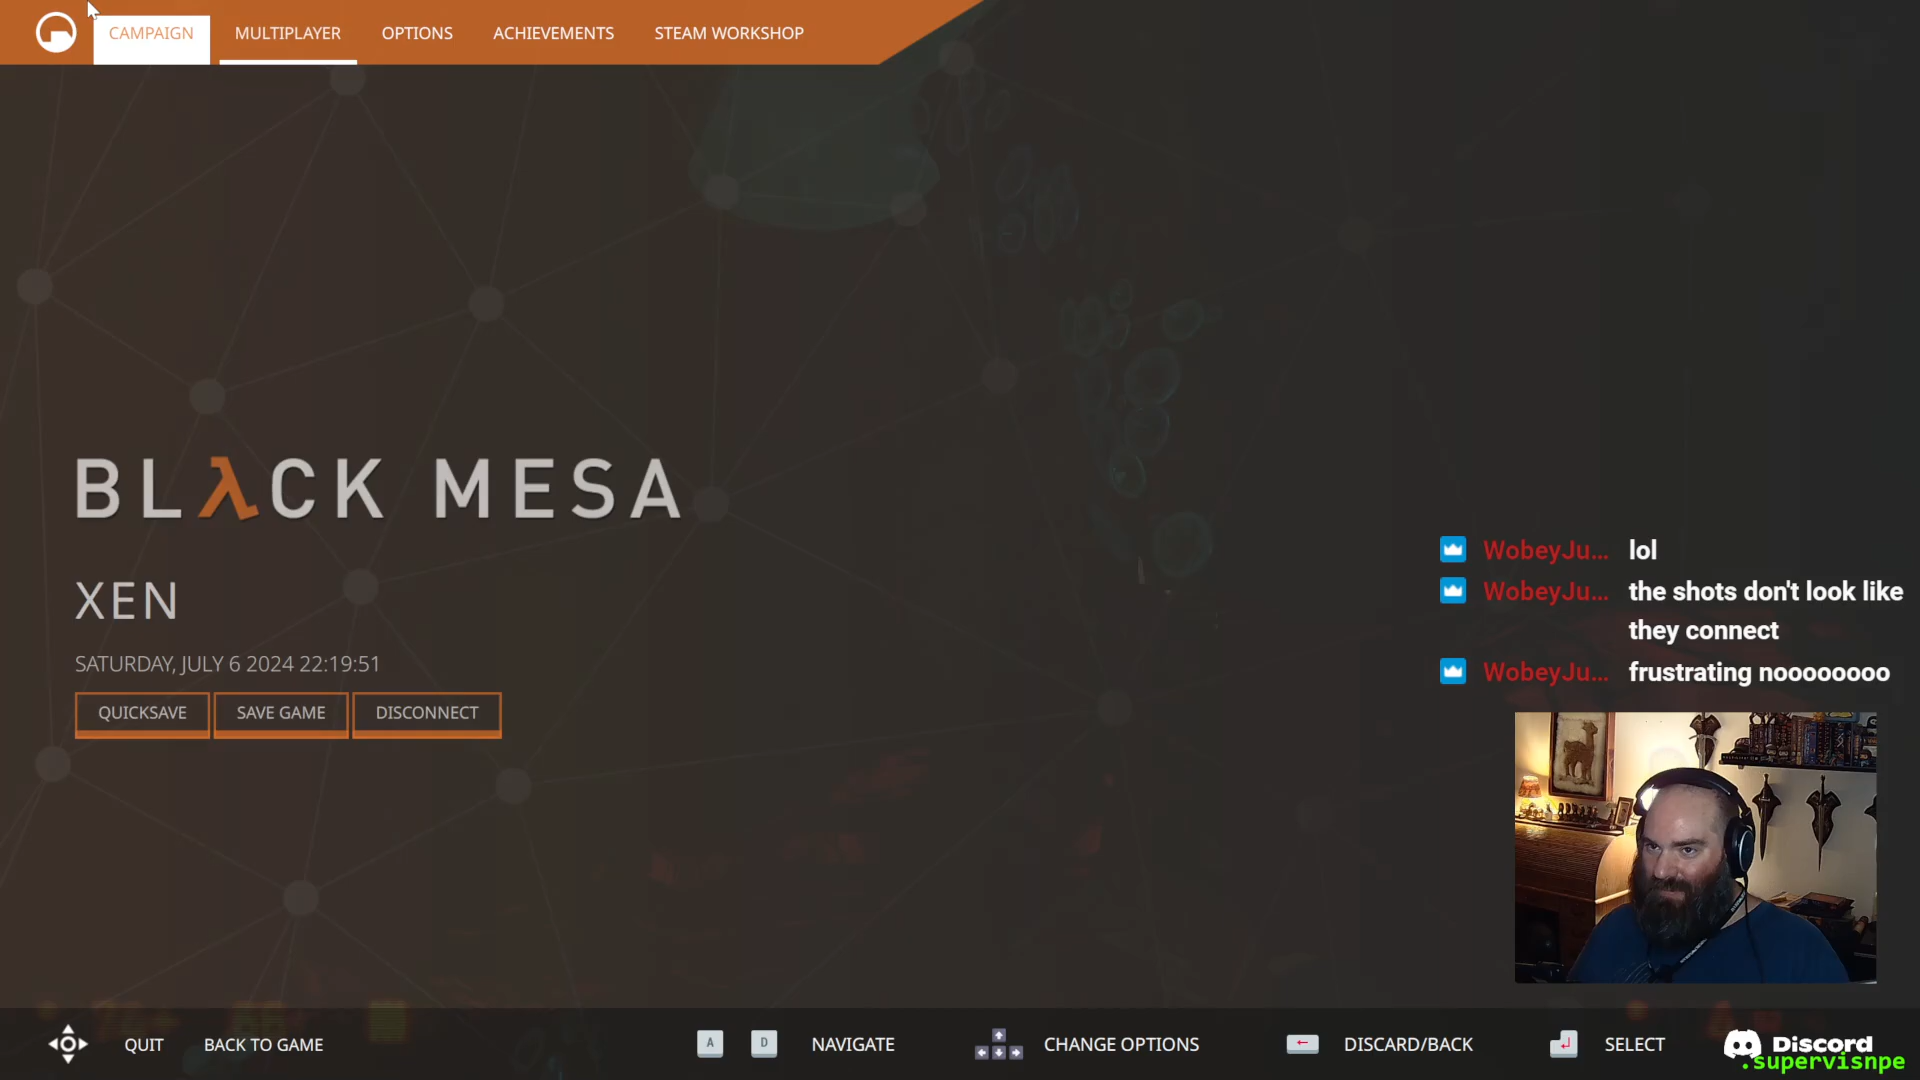 CAMPAIGN
MULTIPLAYER
OPTIONS
ACHIEVEMENTS
STEAM WORKSHOP
BLλCK MESA
XEN
SATURDAY, JULY 6 2024 22:19:51
QUICKSAVE
SAVE GAME
DISCONNECT
WobeyJu... lol
WobeyJu... the shots don't look like
they connect
WobeyJu... frustrating noooooooo
QUIT
BACK TO GAME
A D NAVIGATE
CHANGE OPTIONS
DISCARD/BACK
SELECT
Discord
.supervisnpe